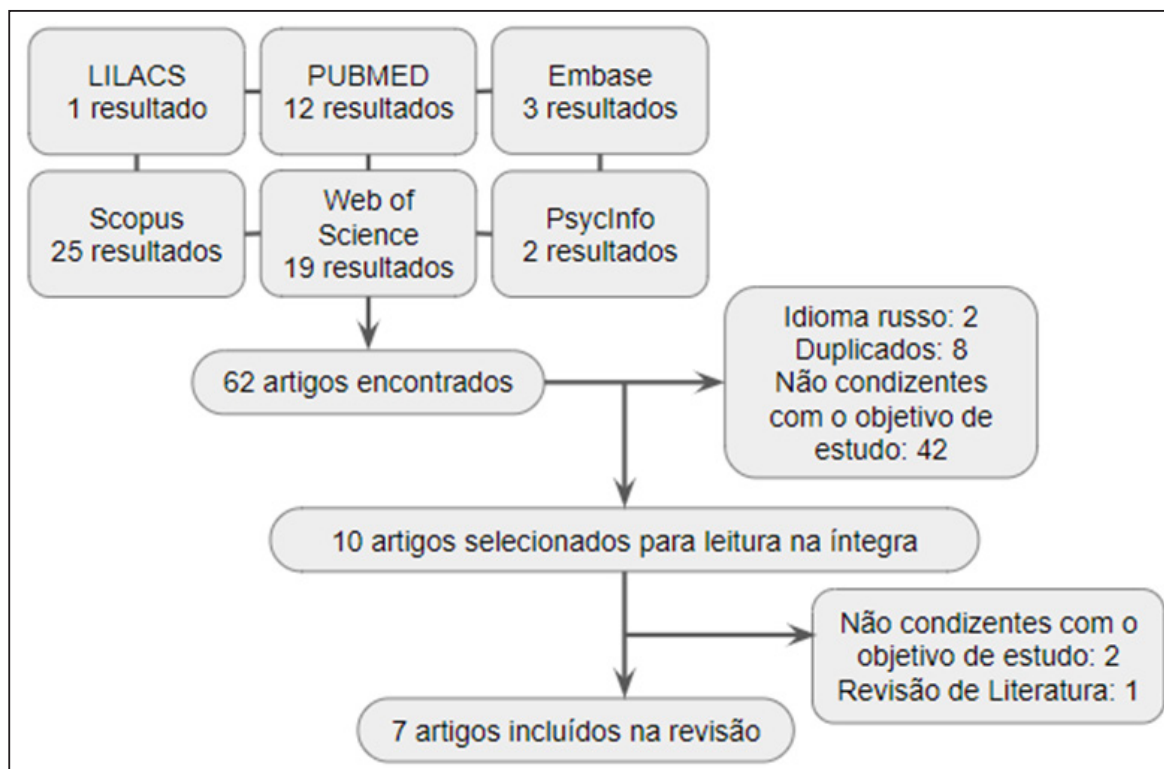 LILACS
1 resultado
PUBMED
12 resultados
Embase
3 resultados
Scopus
25 resultados
Web of
Science
19 resultados
PsycInfo
2 resultados
62 artigos encontrados
Idioma russo: 2
Duplicados: 8
Não condizentes
com o objetivo de
estudo: 42
10 artigos selecionados para leitura na íntegra
Não condizentes com o
objetivo de estudo: 2
Revisão de Literatura: 1
7 artigos incluídos na revisão